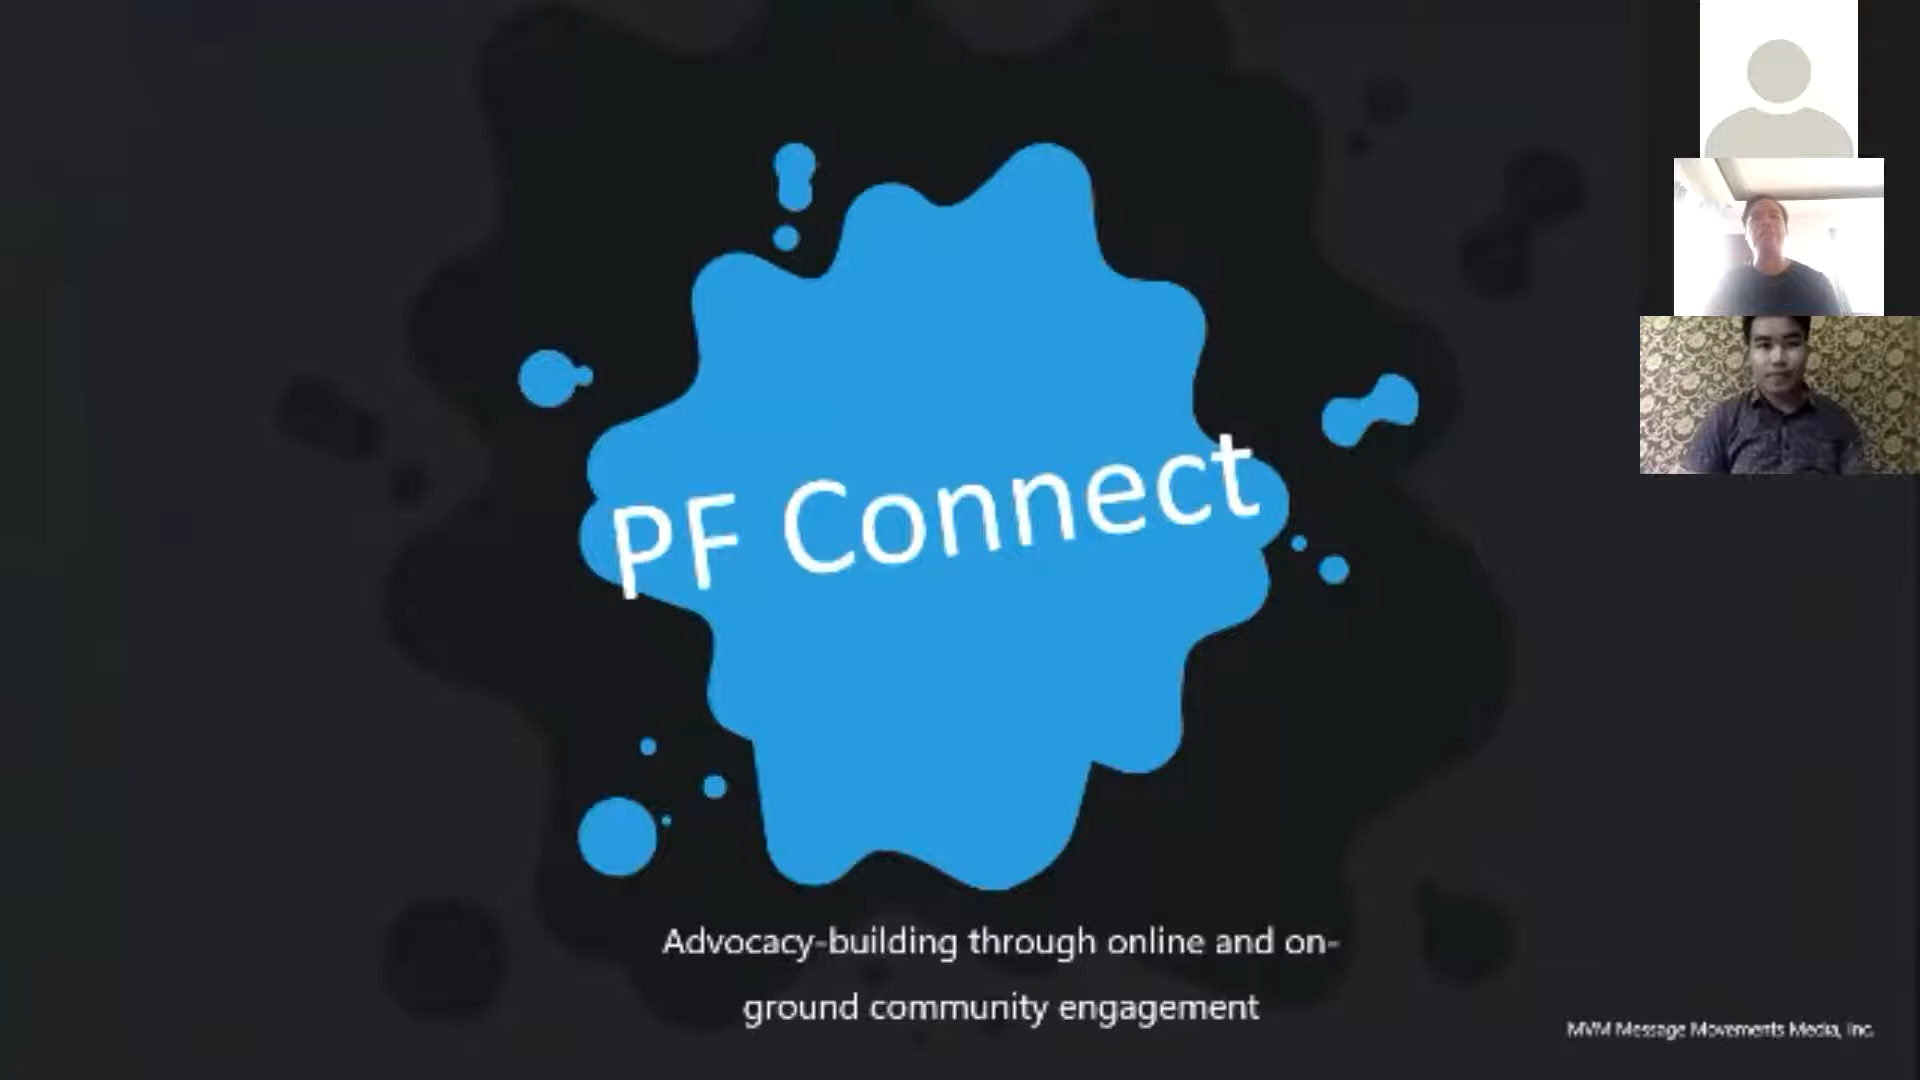 PF Connect
Advocacy-building through online and on-
ground community engagement
MVM Message Movements Media, Inc.